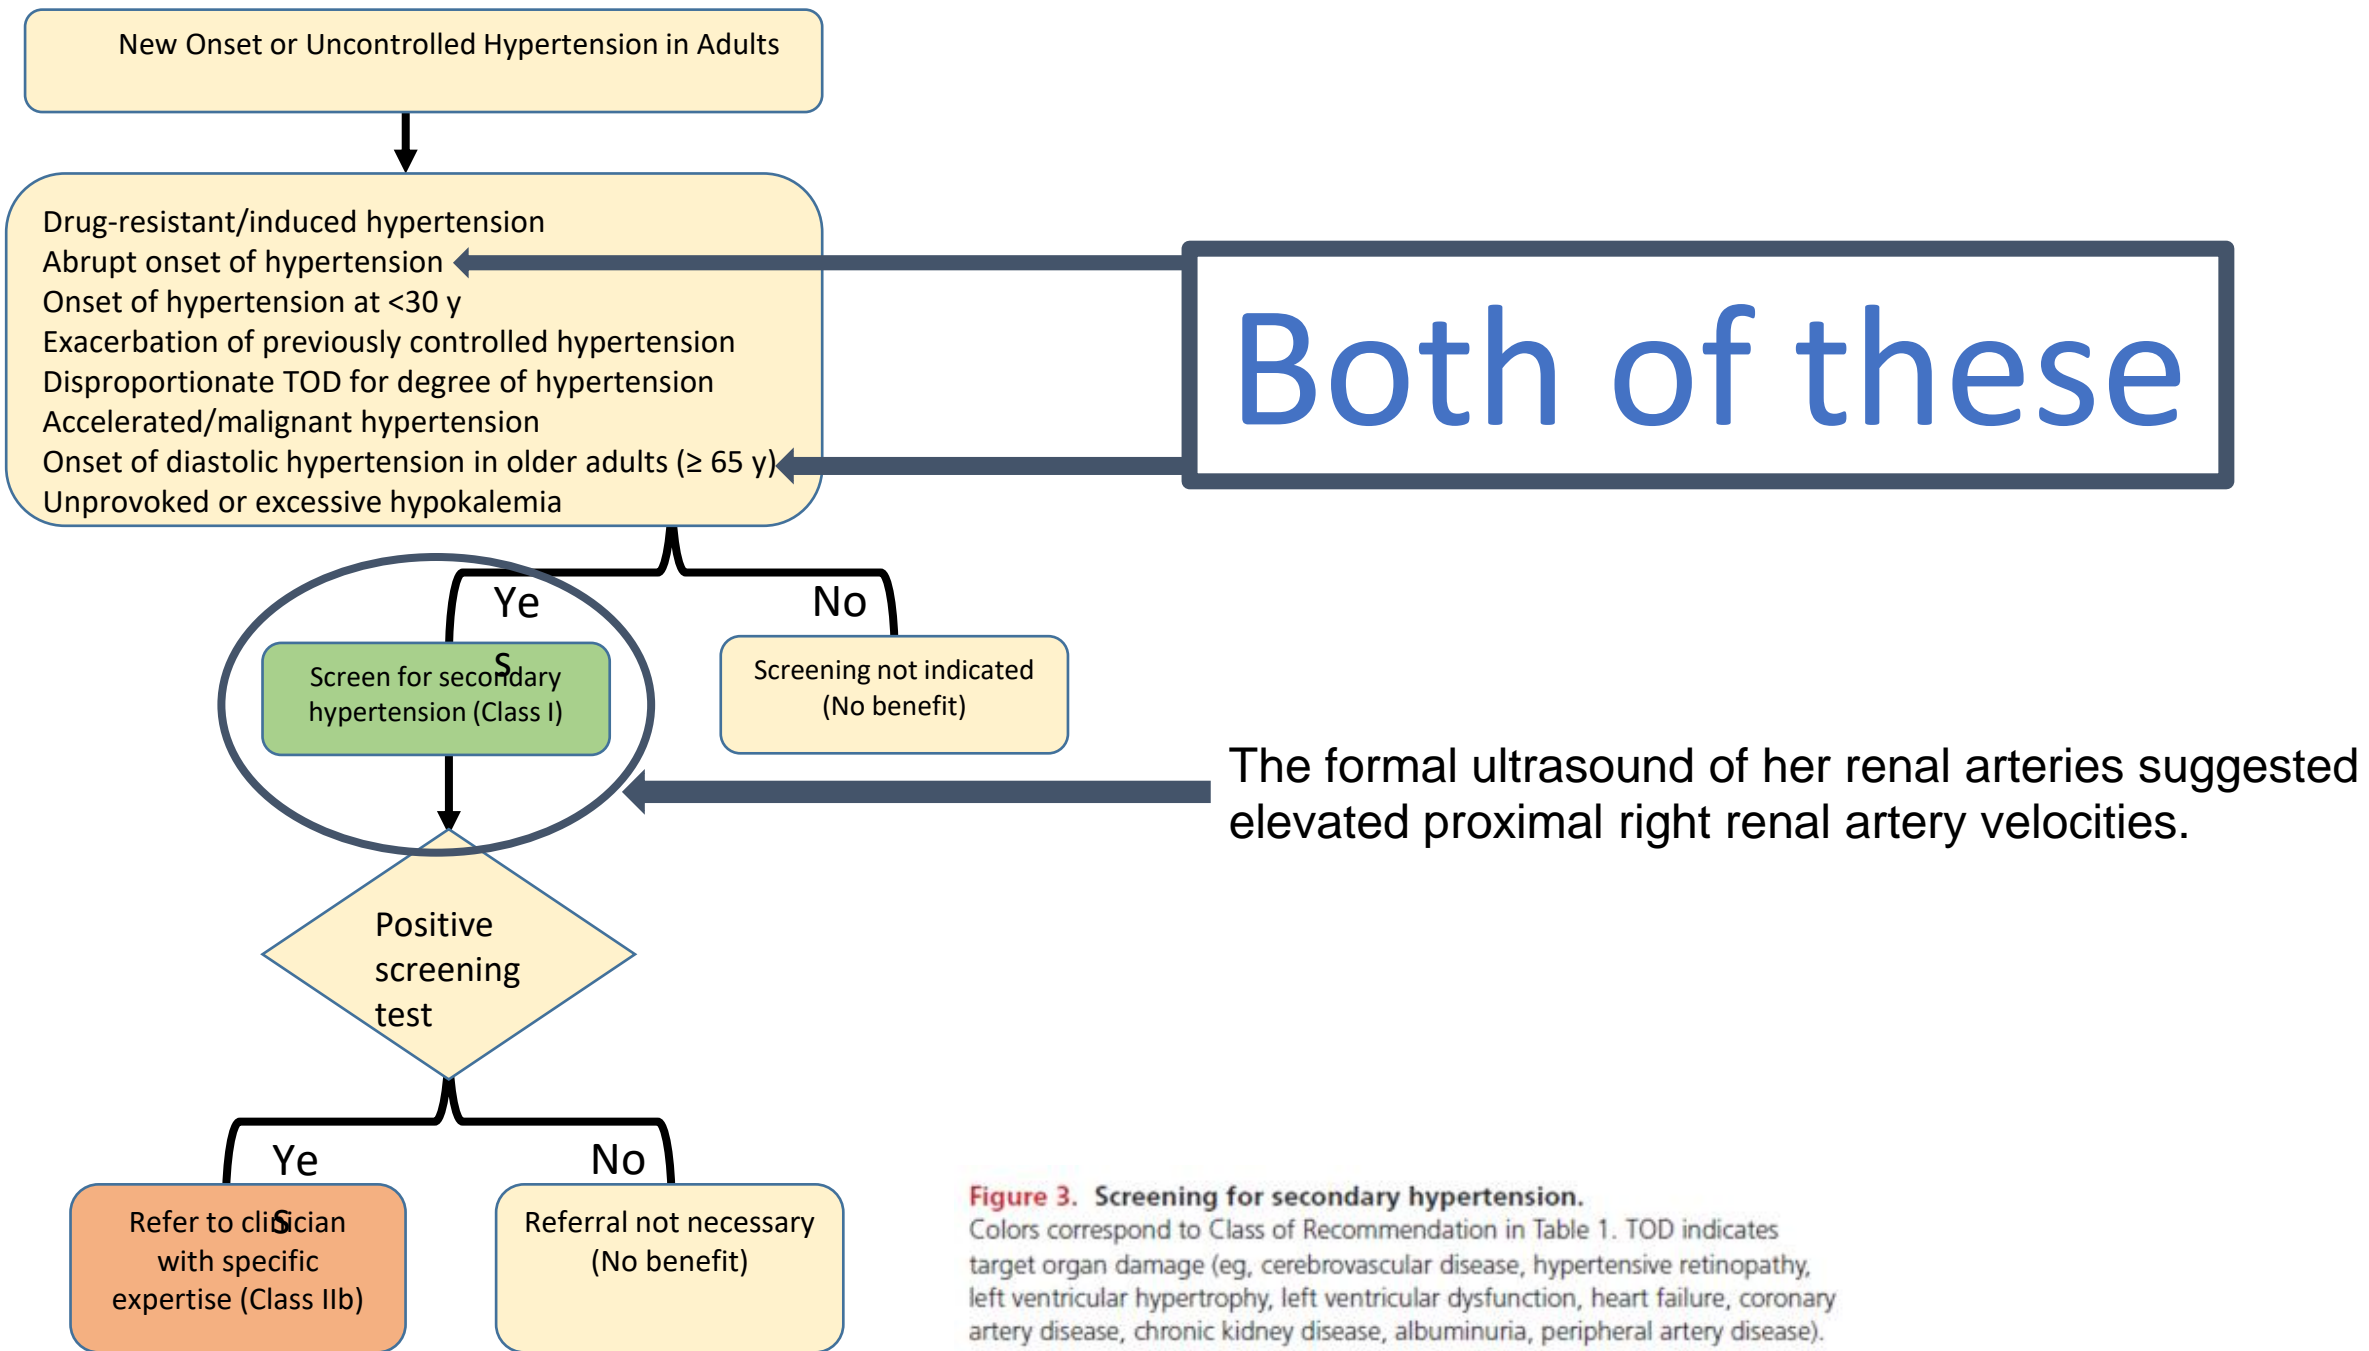 New Onset or Uncontrolled Hypertension in Adults
Drug-resistant/induced hypertension
Abrupt onset of hypertension
Onset of hypertension at <30 y
Exacerbation of previously controlled hypertension
Disproportionate TOD for degree of hypertension
Accelerated/malignant hypertension
Onset of diastolic hypertension in older adults (≥ 65 y)
Unprovoked or excessive hypokalemia
Both of these
Ye
s
No
Screen for secondary
hypertension (Class I)
Screening not indicated
(No benefit)
The formal ultrasound of her renal arteries suggested
elevated proximal right renal artery velocities.
Positive
screening
test
Ye
s
No
Refer to clinician
with specific
expertise (Class IIb)
Referral not necessary
(No benefit)
Figure 3. Screening for secondary hypertension.
Colors correspond to Class of Recommendation in Table 1. TOD indicates
target organ damage (eg, cerebrovascular disease, hypertensive retinopathy,
left ventricular hypertrophy, left ventricular dysfunction, heart failure, coronary
artery disease, chronic kidney disease, albuminuria, peripheral artery disease).